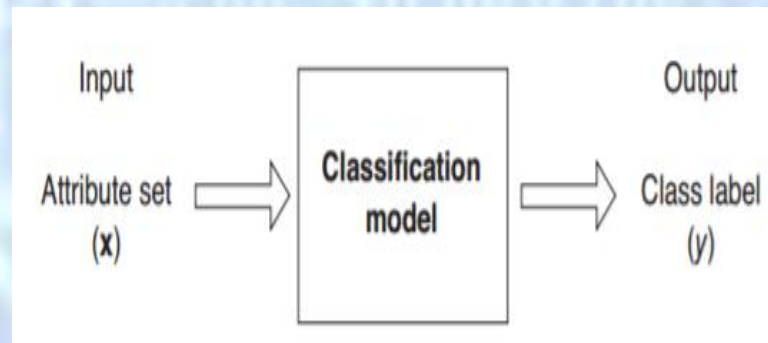 Input
Output
Attribute set
(x)
Classification
model
Class label
(y)